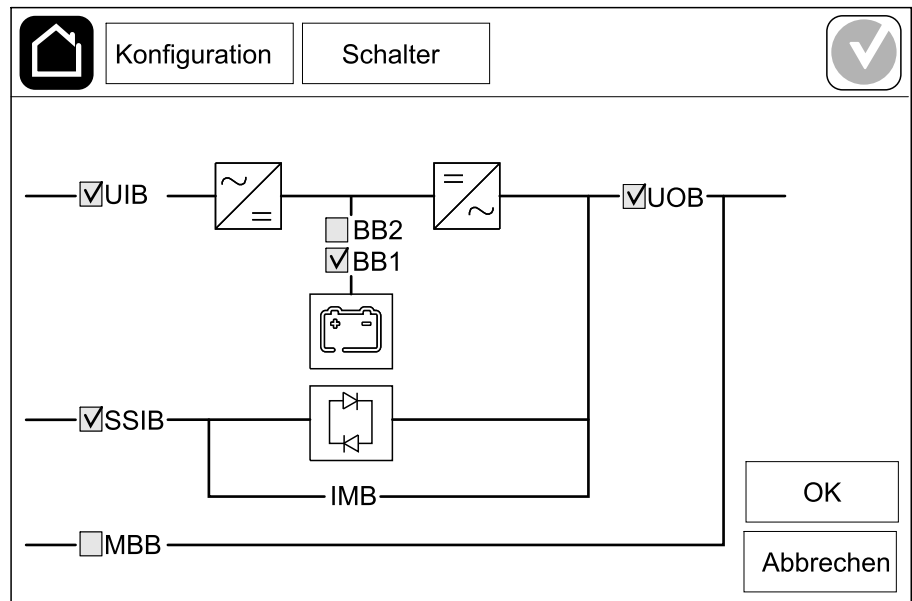 Konfiguration
Schalter
UIB
UOB
BB2
BB1
SSIB
IMB
MBB
OK
Abbrechen